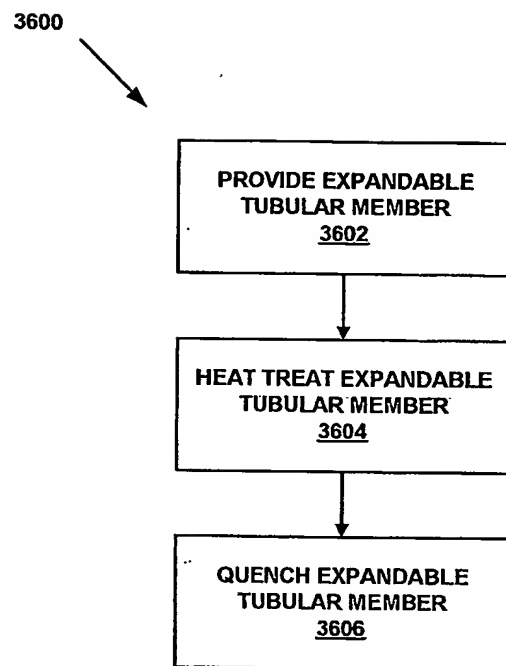 3600
PROVIDE EXPANDABLE
TUBULAR MEMBER
3602
HEAT TREAT EXPANDABLE
TUBULAR MEMBER
3604
QUENCH EXPANDABLE
TUBULAR MEMBER
3606